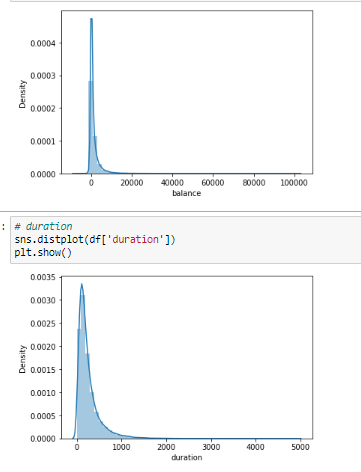 0.0004
0.0003
0.0002
0.0001
0.0000
Density
0 20000 40000 60000 80000 100000
balance
: # duration
sns.distplot(df['duration'])
plt.show()
0.0035
0.0030
0.0025
0.0020
0.0015
0.0010
0.0005
0.0000
Density
0 1000 2000 3000 4000 5000
duration